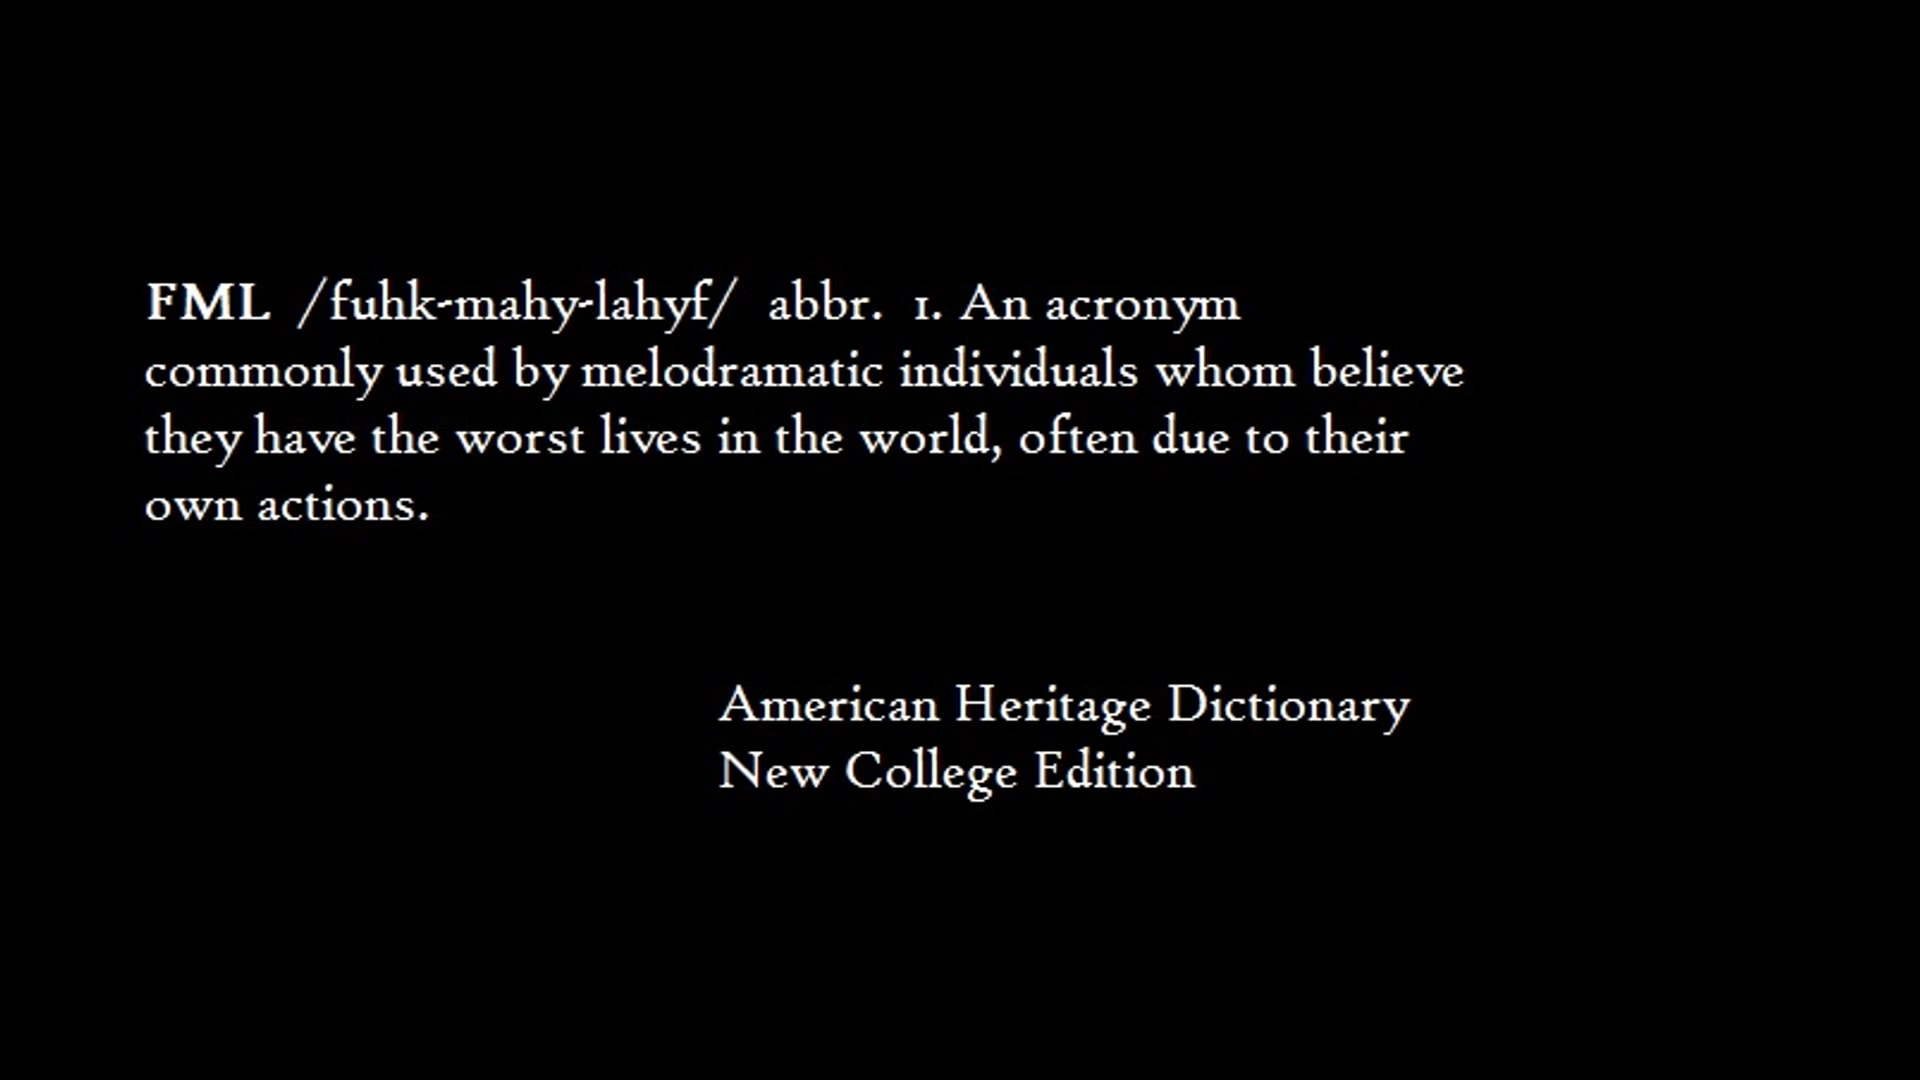 FML /fuhk-mahy-lahyf/ abbr. 1. An acronym
commonly used by melodramatic individuals whom believe
they have the worst lives in the world, often due to their
own actions.
American Heritage Dictionary
New College Edition